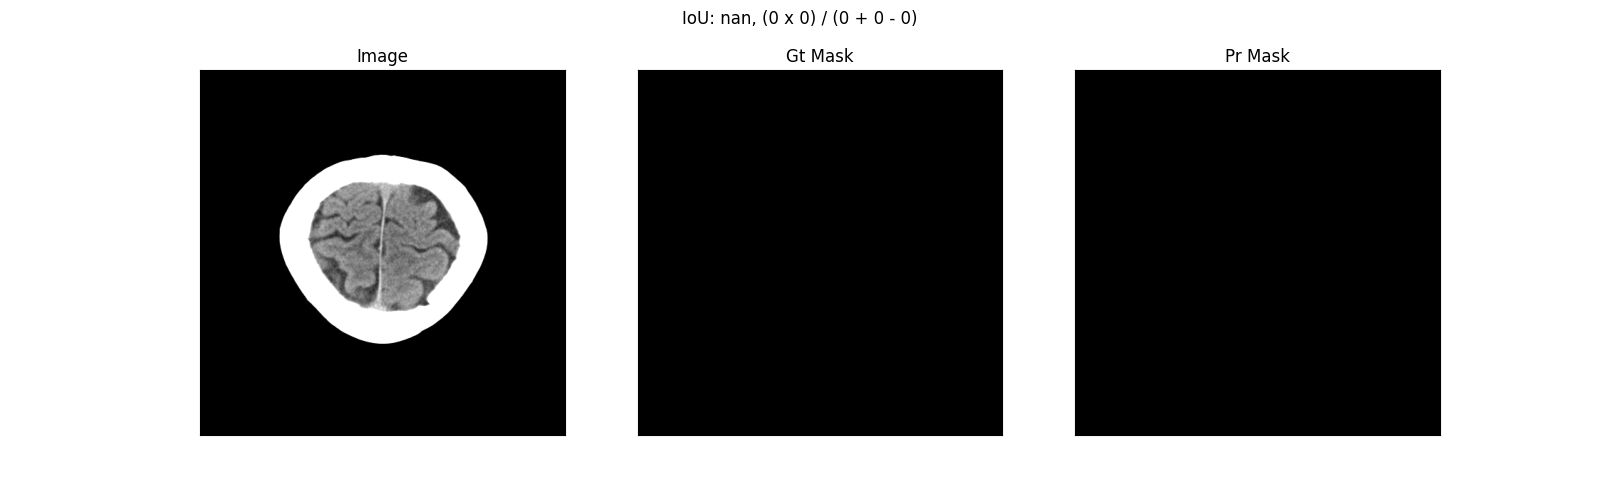 IoU: nan, (0 x 0) / (0 + 0 - 0)
Image
Gt Mask
Pr Mask